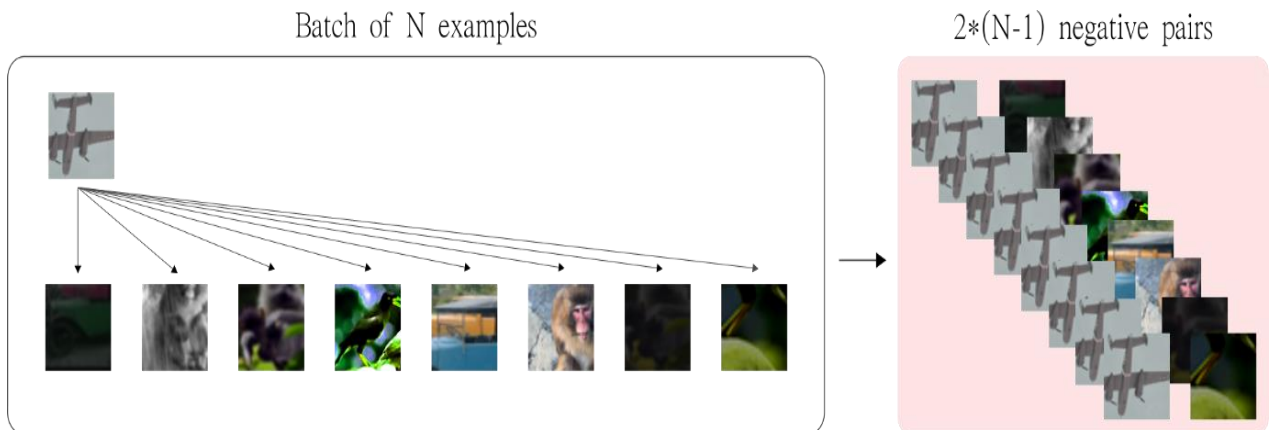 Batch of N examples
2*(N-1) negative pairs